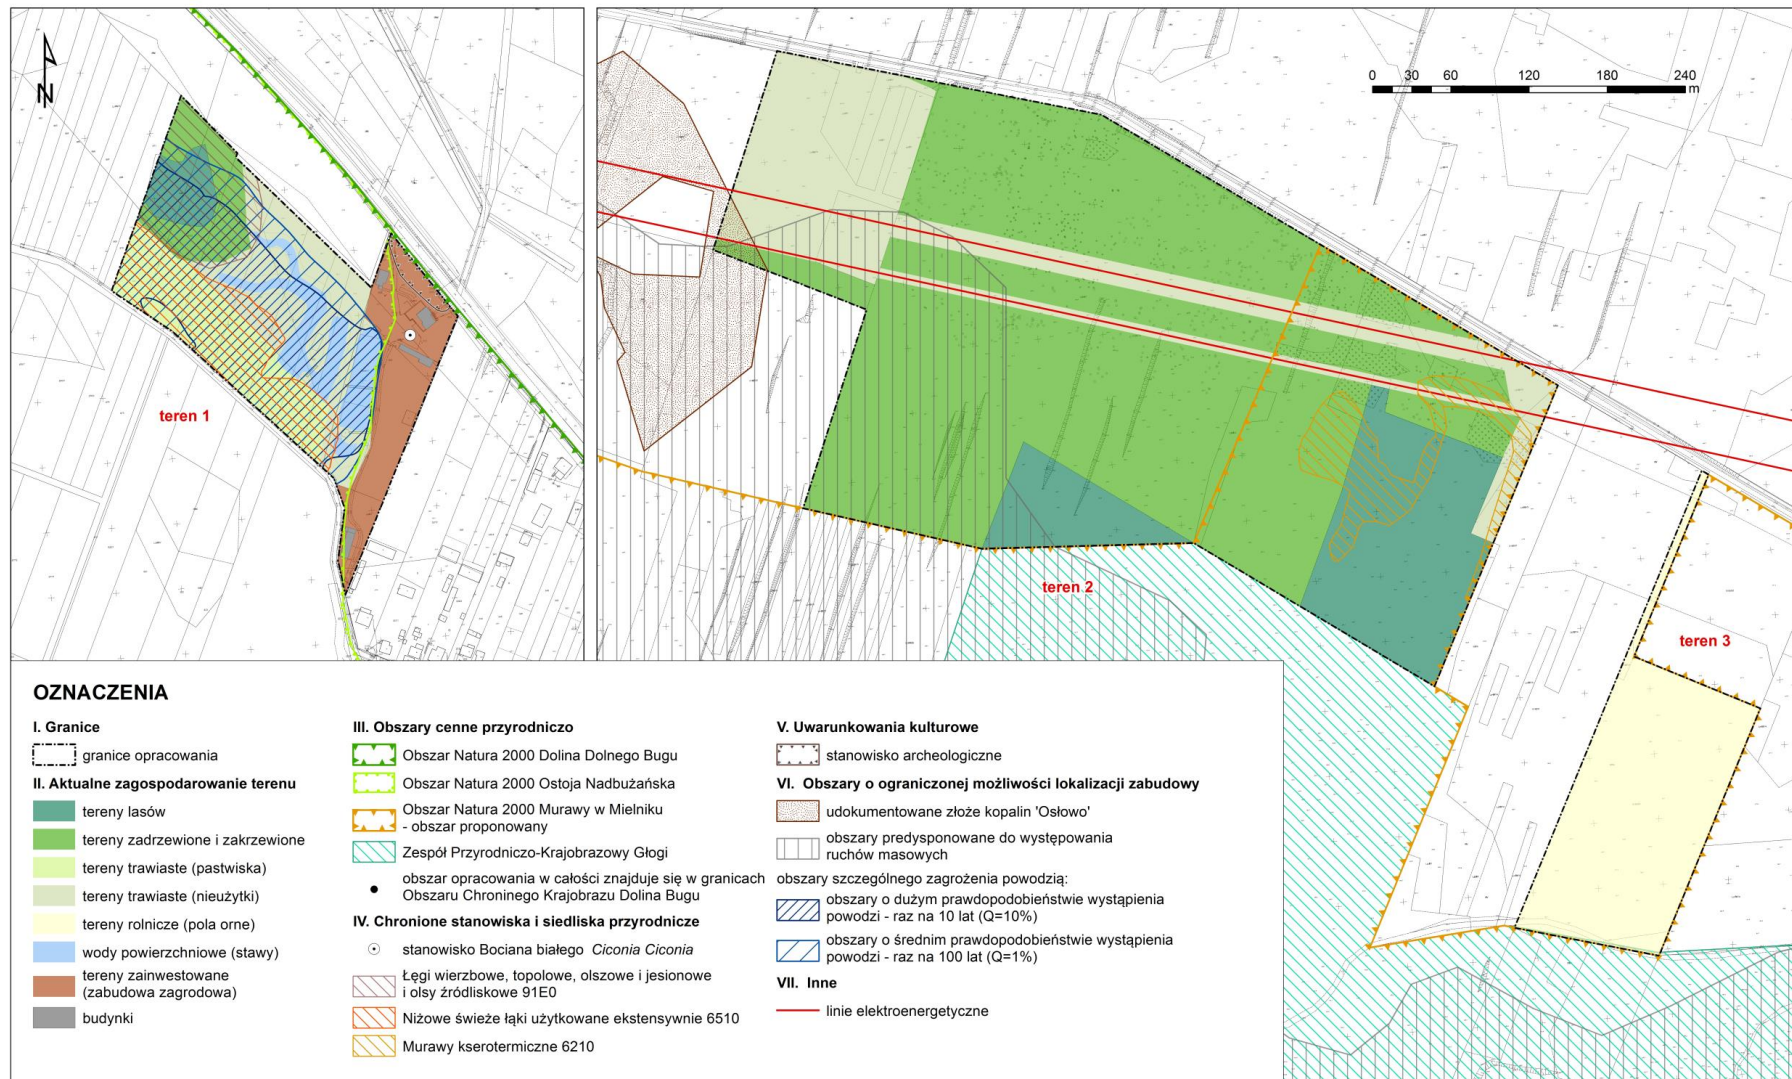 N
0 30 60 120 180 240
m
teren 1
teren 2
teren 3
OZNACZENIA
I. Granice
granice opracowania
II. Aktualne zagospodarowanie terenu
tereny lasów
tereny zadrzewione i zakrzewione
tereny trawiaste (pastwiska)
tereny trawiaste (nieużytki)
tereny rolnicze (pola orne)
wody powierzchniowe (stawy)
tereny zainwestowane
(zabudowa zagrodowa)
budynki
III. Obszary cenne przyrodniczo
Obszar Natura 2000 Dolina Dolnego Bugu
Obszar Natura 2000 Ostoja Nadbużańska
Obszar Natura 2000 Murawy w Mielniku
- obszar proponowany
Zespół Przyrodniczo-Krajobrazowy Głogi
obszar opracowania w całości znajduje się w granicach
Obszaru Chroninego Krajobrazu Dolina Bugu
IV. Chronione stanowiska i siedliska przyrodnicze
stanowisko Bociana białego Ciconia Ciconia
Łęgi wierzbowe, topolowe, olszowe i jesionowe
i olsy źródliskowe 91E0
Niżowe świeże łąki użytkowane ekstensywnie 6510
Murawy kserotermiczne 6210
V. Uwarunkowania kulturowe
stanowisko archeologiczne
VI. Obszary o ograniczonej możliwości lokalizacji zabudowy
udokumentowane złoże kopalin 'Osłowo'
obszary predysponowane do występowania
ruchów masowych
obszary szczególnego zagrożenia powodzią:
obszary o dużym prawdopodobieństwie wystąpienia
powodzi - raz na 10 lat (Q=10%)
obszary o średnim prawdopodobieństwie wystąpienia
powodzi - raz na 100 lat (Q=1%)
VII. Inne
linie elektroenergetyczne